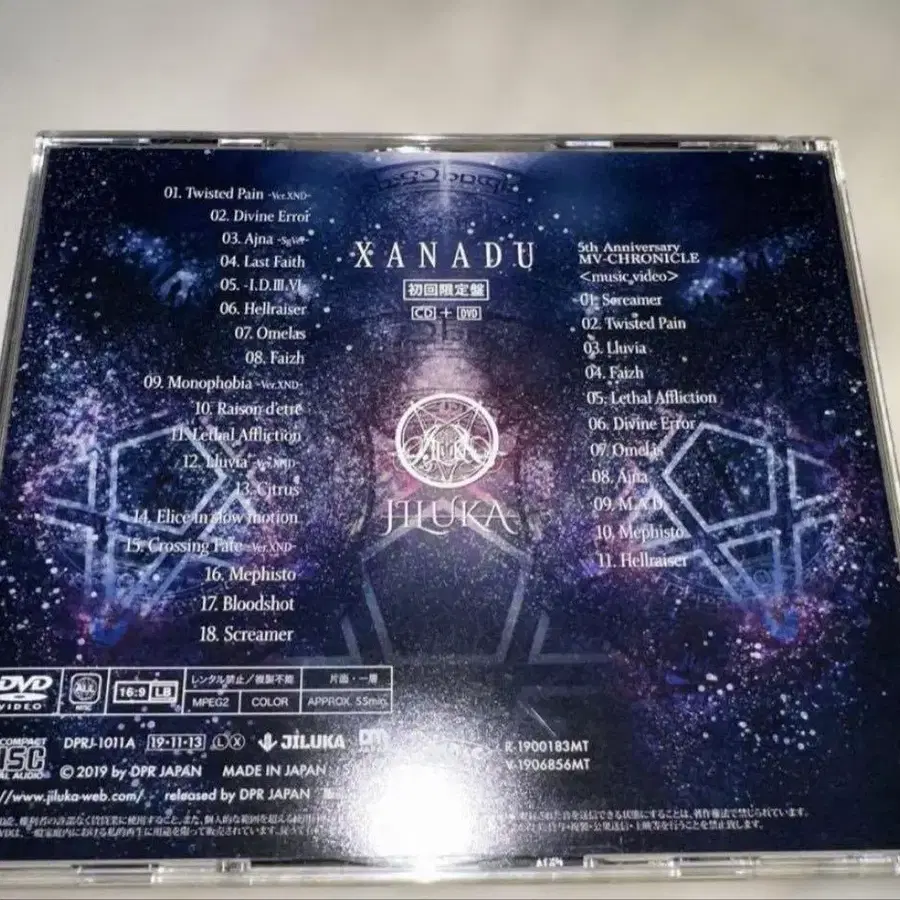 01. Twisted Pain -Ver.XND-
02. Divine Error
03. Ajna -SgVer-
04. Last Faith
05. -I.D.III.VI
06. Hellraiser
07. Omelas
08. Faizh
09. Monophobia -Ver.XND-
10. Raison d'etre
11. Lethal Affliction
12. Lluvia -Ver.XND-
13. Citrus
14. Elice in slow motion
15. Crossing Fate -Ver.XND-
16. Mephisto
17. Bloodshot
18. Screamer
XANADU
初回限定盤
CD + DVD
JILUKA
5th Anniversary
MV-CHRONICLE
<music video>
01. Screamer
02. Twisted Pain
03. Lluvia
04. Faizh
05. Lethal Affliction
06. Divine Error
07. Omelas
08. Ajna
09. M.A.D
10. Mephisto
11. Hellraiser
DVD VIDEO
ALL NTSC
16:9 LB
レンタル禁止／複製不能
片面・一層
MPEG2 COLOR APPROX. 55min.
COMPACT DISC DIGITAL AUDIO
DPRJ-1011A 19·11·13 L X JILUKA
R-1900183MT
V-1906856MT
© 2019 by DPR JAPAN MADE IN JAPAN
//www.jiluka-web.com/ released by DPR JAPAN